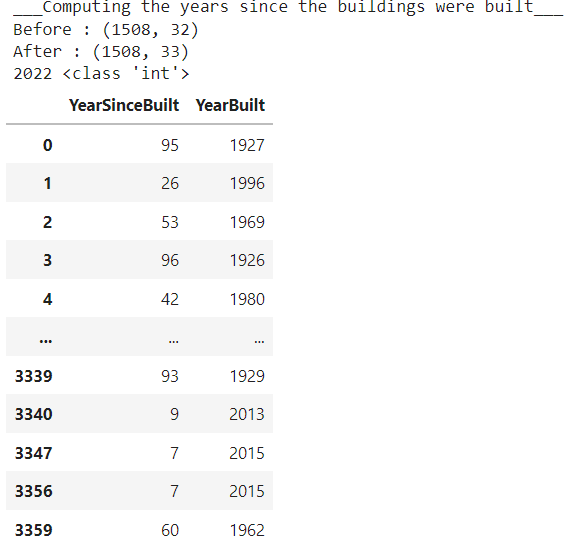 ___Computing the years since the buildings were built___
Before : (1508, 32)
After : (1508, 33)
2022 <class 'int'>
YearSinceBuilt YearBuilt
0 95 1927
1 26 1996
2 53 1969
3 96 1926
4 42 1980
... ... ...
3339 93 1929
3340 9 2013
3347 7 2015
3356 7 2015
3359 60 1962